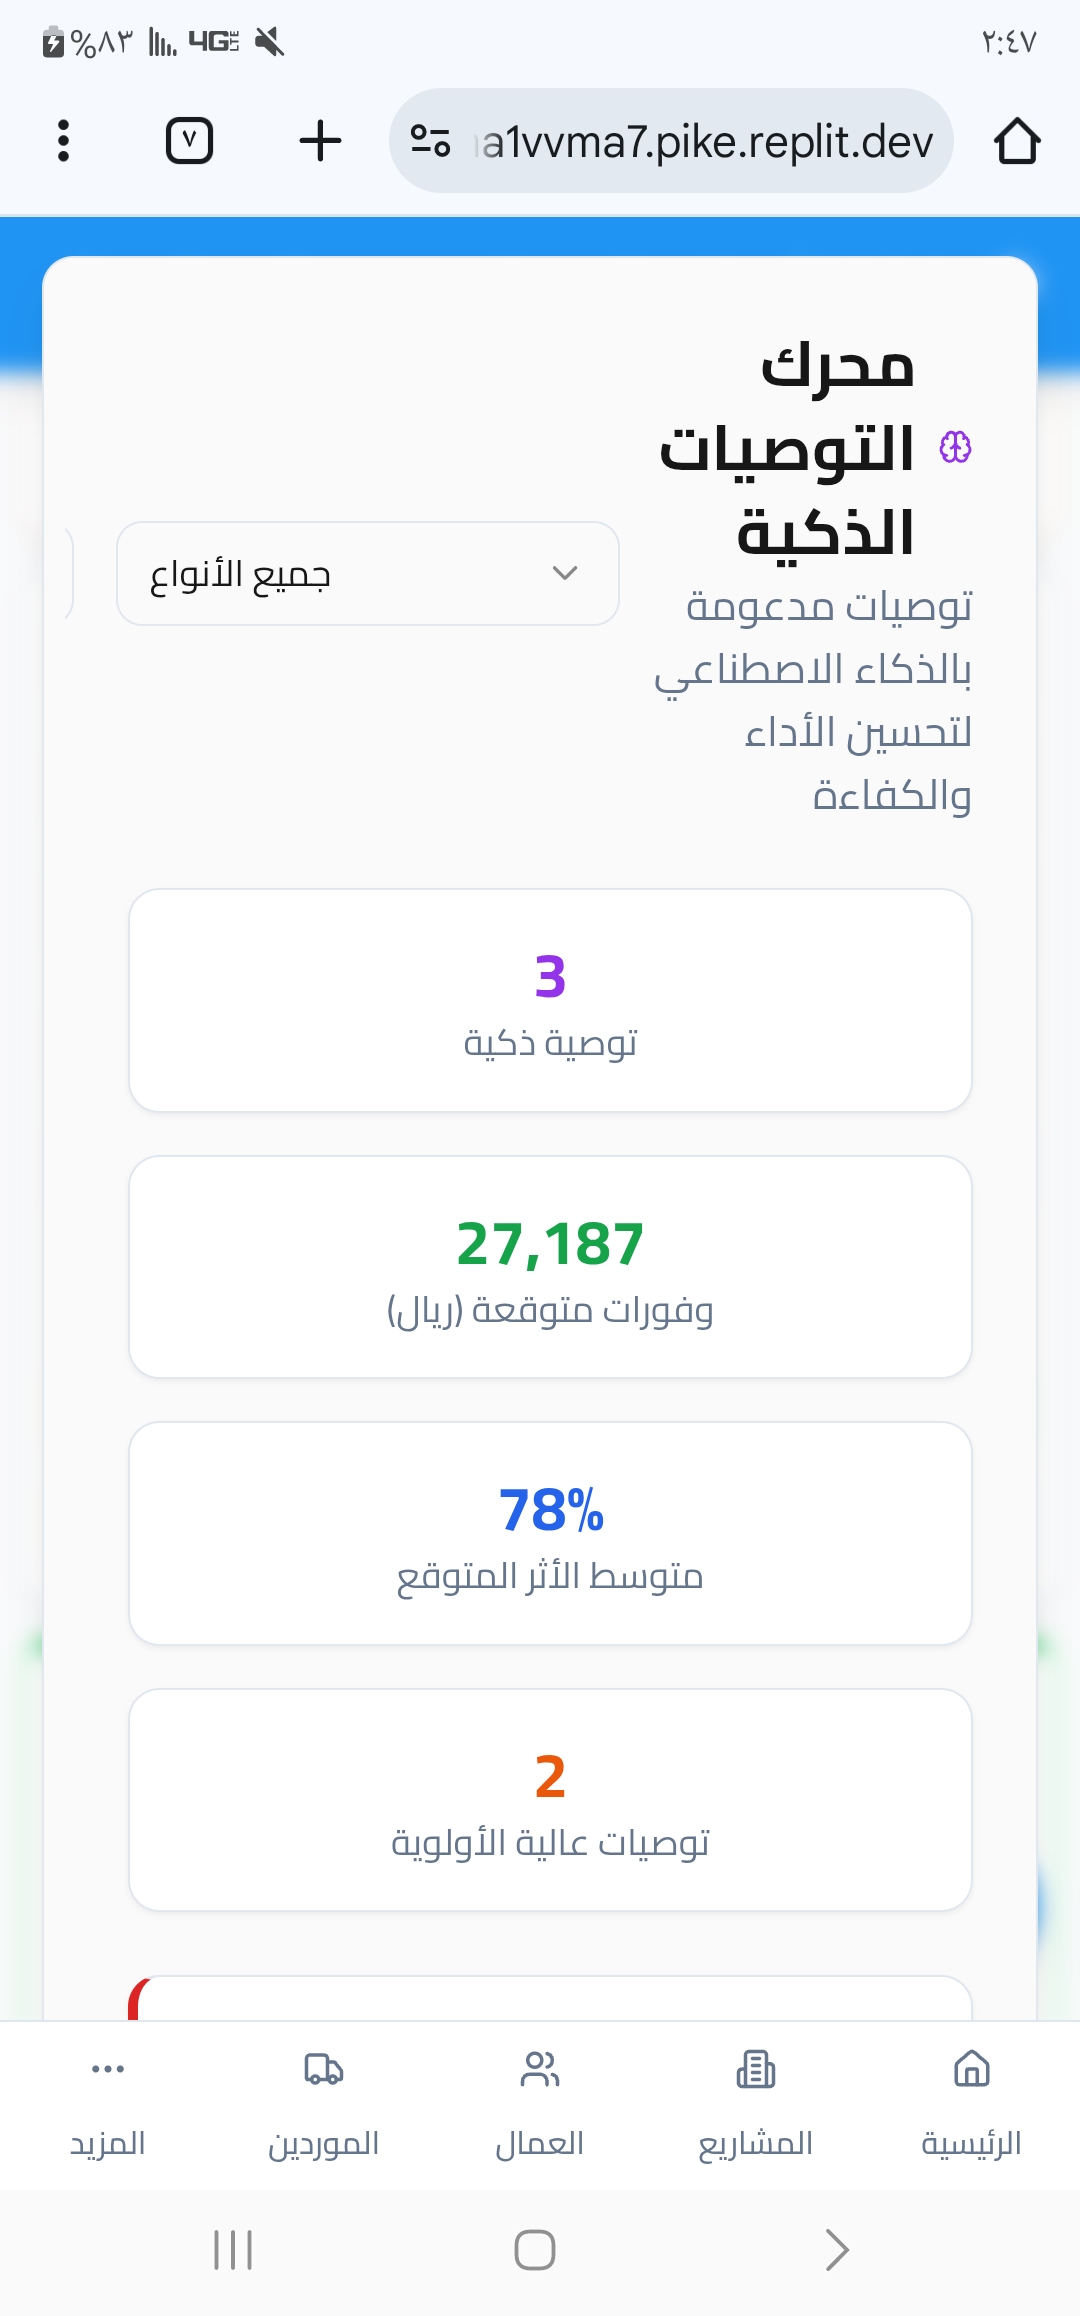 ٢:٤٧
%٨٣
4G LTE
a1vvma7.pike.replit.dev
٧
محرك
التوصيات
الذكية
توصيات مدعومة
بالذكاء الاصطناعي
لتحسين الأداء
والكفاءة
جميع الأنواع
3
توصية ذكية
27,187
وفورات متوقعة (ريال)
78%
متوسط الأثر المتوقع
2
توصيات عالية الأولوية
الرئيسية
المشاريع
العمال
الموردين
المزيد